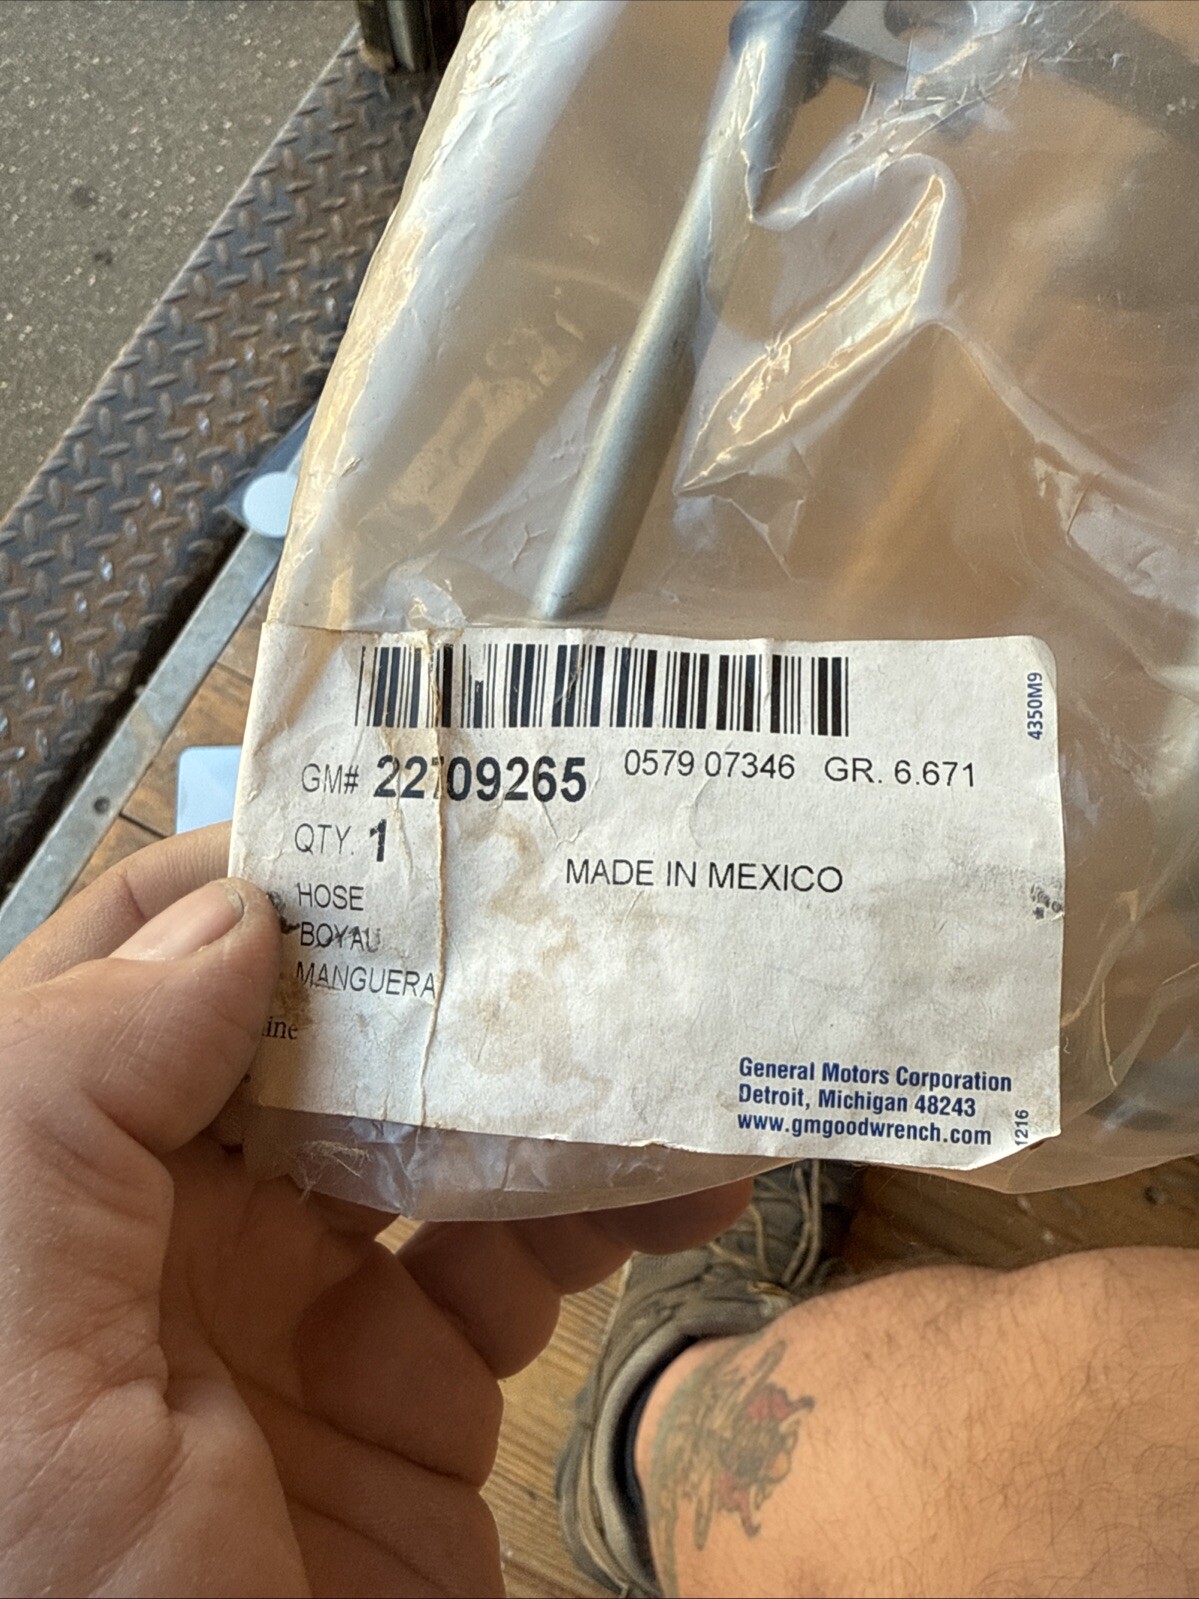 4350M9
GM# 22709265 0579 07346 GR. 6.671
QTY. 1
MADE IN MEXICO
HOSE
BOYAU
MANGUERA
General Motors Corporation
Detroit, Michigan 48243
www.gmgoodwrench.com
1216